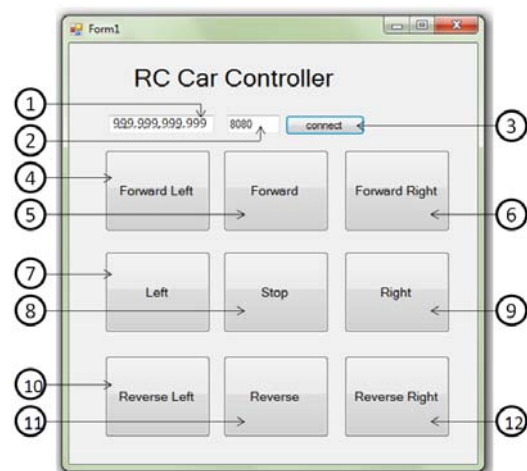 Form1
RC Car Controller
1
999.999.999.999 8080 connect
3
2
4
Forward Left Forward Forward Right
5
6
7
Left Stop Right
8
9
10
Reverse Left Reverse Reverse Right
11
12